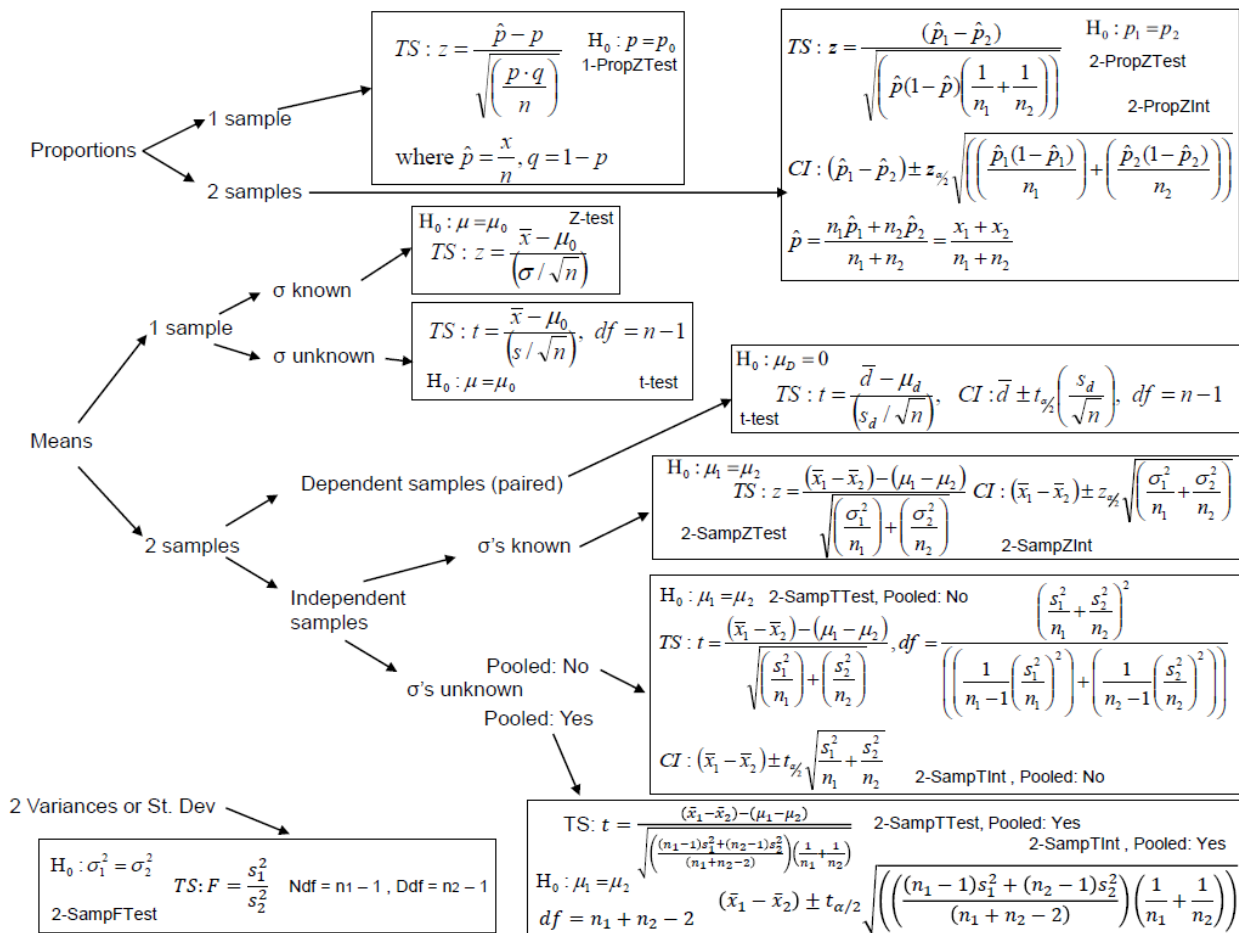 Proportions
1 sample
2 samples
TS : z = (p̂ − p) / √((p · q) / n)
H₀ : p = p₀
1-PropZTest
where p̂ = x/n, q = 1 − p
TS : z = (p̂₁ − p̂₂) / √(p̂(1 − p̂)(1/n₁ + 1/n₂))
H₀ : p₁ = p₂
2-PropZTest
2-PropZInt
CI : (p̂₁ − p̂₂) ± z_{α/2} √(((p̂₁(1 − p̂₁)/n₁) + (p̂₂(1 − p̂₂)/n₂)))
p̂ = (n₁p̂₁ + n₂p̂₂)/(n₁ + n₂) = (x₁ + x₂)/(n₁ + n₂)
Means
1 sample
σ known
H₀ : μ = μ₀ Z-test
TS : z = (x̄ − μ₀) / (σ / √n)
σ unknown
TS : t = (x̄ − μ₀) / (s / √n), df = n − 1
H₀ : μ = μ₀ t-test
2 samples
Dependent samples (paired)
H₀ : μ_D = 0
TS : t = (d̄ − μ_d) / (s_d / √n), CI : d̄ ± t_{α/2} (s_d / √n), df = n − 1
t-test
Independent
samples
σ's known
H₀ : μ₁ = μ₂
TS : z = ((x̄₁ − x̄₂) − (μ₁ − μ₂)) / √((σ₁²/n₁) + (σ₂²/n₂)) CI : (x̄₁ − x̄₂) ± z_{α/2} √(σ₁²/n₁ + σ₂²/n₂)
2-SampZTest 2-SampZInt
σ's unknown
Pooled: No
Pooled: Yes
H₀ : μ₁ = μ₂ 2-SampTTest, Pooled: No
TS : t = ((x̄₁ − x̄₂) − (μ₁ − μ₂)) / √((s₁²/n₁) + (s₂²/n₂)), df = (s₁²/n₁ + s₂²/n₂)² / (((1/(n₁ − 1) (s₁²/n₁)²) + (1/(n₂ − 1) (s₂²/n₂)²)))
CI : (x̄₁ − x̄₂) ± t_{α/2} √(s₁²/n₁ + s₂²/n₂)
2-SampTInt , Pooled: No
TS: t = ((x̄₁−x̄₂)−(μ₁−μ₂)) / √(((n₁−1)s₁²+(n₂−1)s₂²)/(n₁+n₂−2))(1/n₁+1/n₂)
2-SampTTest, Pooled: Yes
2-SampTInt , Pooled: Yes
H₀ : μ₁ = μ₂
df = n₁ + n₂ − 2
(x̄₁ − x̄₂) ± t_{α/2} √((((n₁ − 1)s₁² + (n₂ − 1)s₂²)/(n₁ + n₂ − 2))(1/n₁ + 1/n₂))
2 Variances or St. Dev
H₀ : σ₁² = σ₂²
TS: F = s₁²/s₂² Ndf = n1 − 1 , Ddf = n2 − 1
2-SampFTest